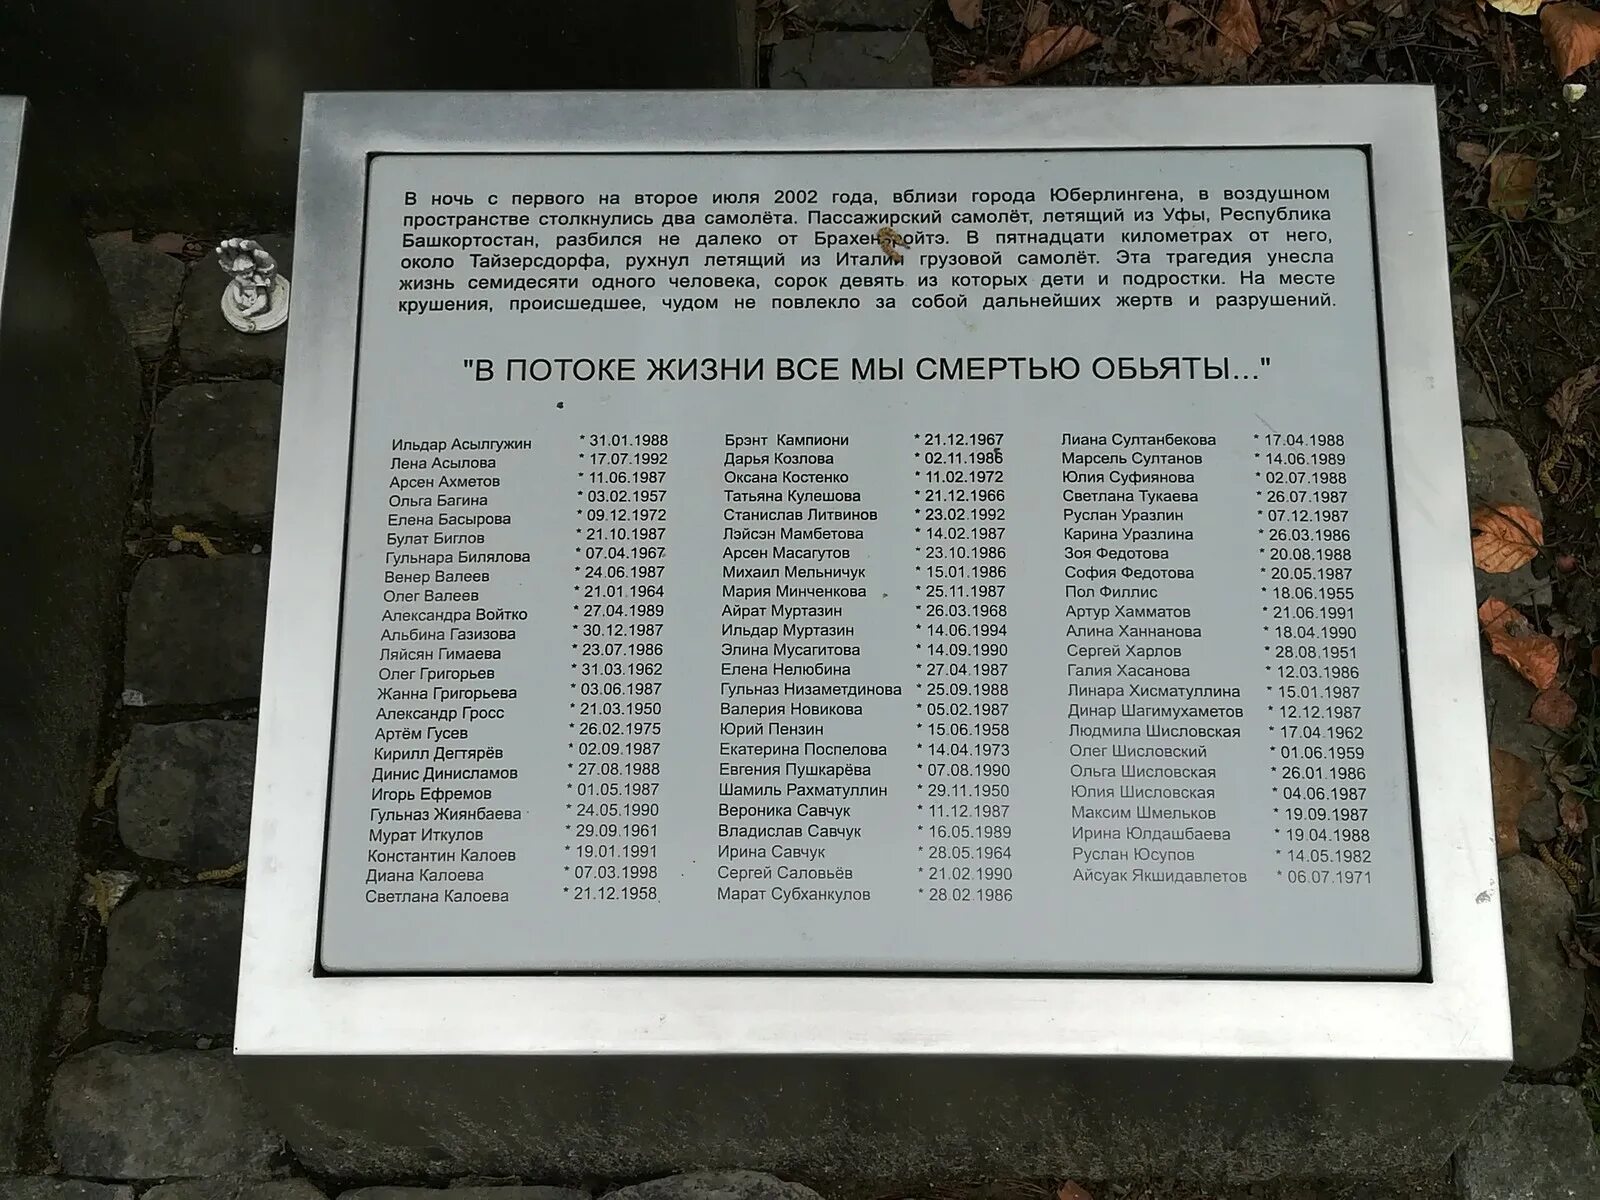 В ночь с первого на второе июля 2002 года, вблизи города Юберлингена, в воздушном
пространстве столкнулись два самолёта. Пассажирский самолёт, летящий из Уфы, Республика
Башкортостан, разбился не далеко от В пятнадцати километрах от него,
около Тайзерсдорфа, рухнул летящий из Италии грузовой самолёт. Эта трагедия унесла
жизнь семидесяти одного человека, сорок девять из которых дети и подростки. На месте
крушения, происшедшее, чудом не повлекло за собой дальнейших жертв и разрушений.
"В ПОТОКЕ ЖИЗНИ ВСЕ МЫ СМЕРТЬЮ ОБЬЯТЫ..."
Ильдар Асылгужин * 31.01.1988
Лена Асылова * 17.07.1992
Арсен Ахметов * 11.06.1987
Ольга Багина * 03.02.1957
Елена Басырова * 09.12.1972
Булат Биглов * 21.10.1987
Гульнара Билялова * 07.04.1967
Венер Валеев * 24.06.1987
Олег Валеев * 21.01.1964
Александра Войтко * 27.04.1989
Альбина Газизова * 30.12.1987
Ляйсян Гимаева * 23.07.1986
Олег Григорьев * 31.03.1962
Жанна Григорьева * 03.06.1987
Александр Гросс * 21.03.1950
Артём Гусев * 26.02.1975
Кирилл Дегтярёв * 02.09.1987
Динис Динисламов * 27.08.1988
Игорь Ефремов * 01.05.1987
Гульназ Жиянбаева * 24.05.1990
Мурат Иткулов * 29.09.1961
Константин Калоев * 19.01.1991
Диана Калоева * 07.03.1998
Светлана Калоева * 21.12.1958
Брэнт Кампиони * 21.12.1967
Дарья Козлова * 02.11.1986
Оксана Костенко * 11.02.1972
Татьяна Кулешова * 21.12.1966
Станислав Литвинов * 23.02.1992
Лэйсэн Мамбетова * 14.02.1987
Арсен Масагутов * 23.10.1986
Михаил Мельничук * 15.01.1986
Мария Минченкова * 25.11.1987
Айрат Муртазин * 26.03.1968
Ильдар Муртазин * 14.06.1994
Элина Мусагитова * 14.09.1990
Елена Нелюбина * 27.04.1987
Гульназ Низаметдинова * 25.09.1988
Валерия Новикова * 05.02.1987
Юрий Пензин * 15.06.1958
Екатерина Поспелова * 14.04.1973
Евгения Пушкарёва * 07.08.1990
Шамиль Рахматуллин * 29.11.1950
Вероника Савчук * 11.12.1987
Владислав Савчук * 16.05.1989
Ирина Савчук * 28.05.1964
Сергей Саловьёв * 21.02.1990
Марат Субханкулов * 28.02.1986
Лиана Султанбекова * 17.04.1988
Марсель Султанов * 14.06.1989
Юлия Суфиянова * 02.07.1988
Светлана Тукаева * 26.07.1987
Руслан Уразлин * 07.12.1987
Карина Уразлина * 26.03.1986
Зоя Федотова * 20.08.1988
София Федотова * 20.05.1987
Пол Филлис * 18.06.1955
Артур Хамматов * 21.06.1991
Алина Ханнанова * 18.04.1990
Сергей Харлов * 28.08.1951
Галия Хасанова * 12.03.1986
Линара Хисматуллина * 15.01.1987
Динар Шагимухаметов * 12.12.1987
Людмила Шисловская * 17.04.1962
Олег Шисловский * 01.06.1959
Ольга Шисловская * 26.01.1986
Юлия Шисловская * 04.06.1987
Максим Шмельков * 19.09.1987
Ирина Юлдашбаева * 19.04.1988
Руслан Юсупов * 14.05.1982
Айсуак Якшидавлетов * 06.07.1971